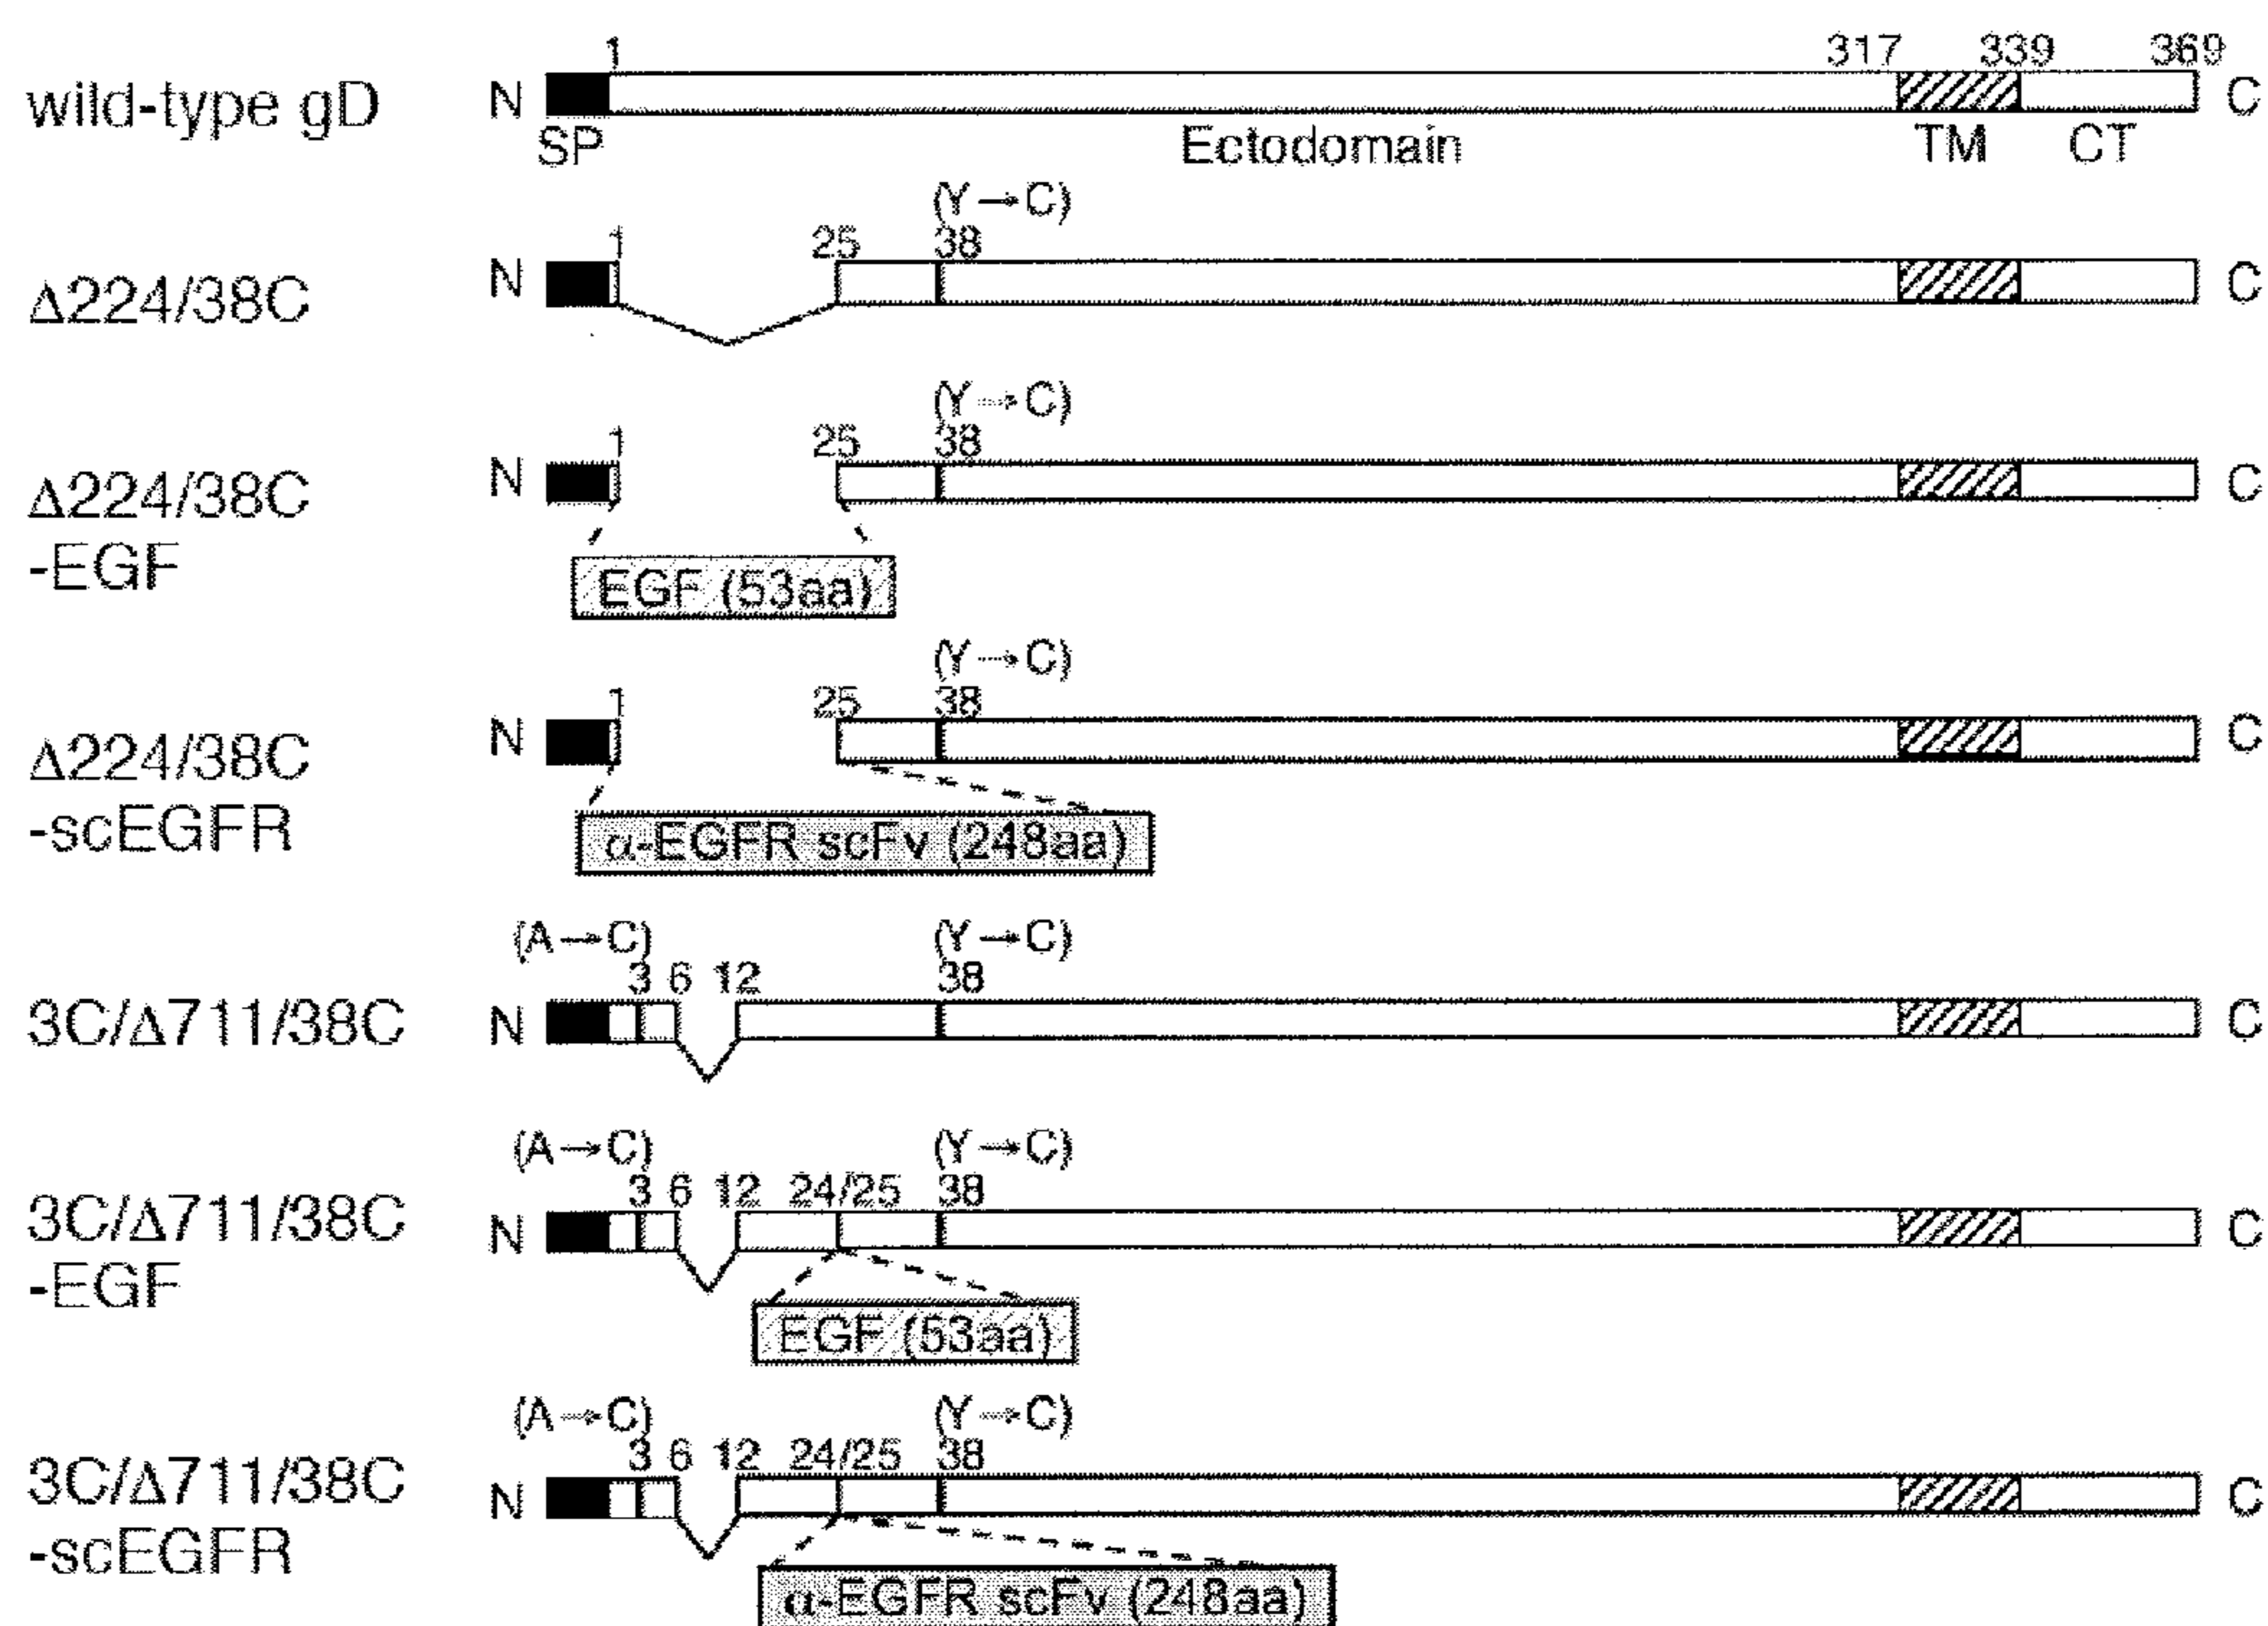 1 317 339 369
wild-type gD N C
SP Ectodomain TM CT
(Y→C)
1 25 38
Δ224/38C N C
(Y→C)
1 25 38
Δ224/38C N C
-EGF
EGF (53aa)
(Y→C)
1 25 38
Δ224/38C N C
-scEGFR
α-EGFR scFv (248aa)
(A→C) (Y→C)
3 6 12 38
3C/Δ711/38C N C
(A→C) (Y→C)
3 6 12 24/25 38
3C/Δ711/38C N C
-EGF
EGF (53aa)
(A→C) (Y→C)
3 6 12 24/25 38
3C/Δ711/38C N C
-scEGFR
α-EGFR scFv (248aa)